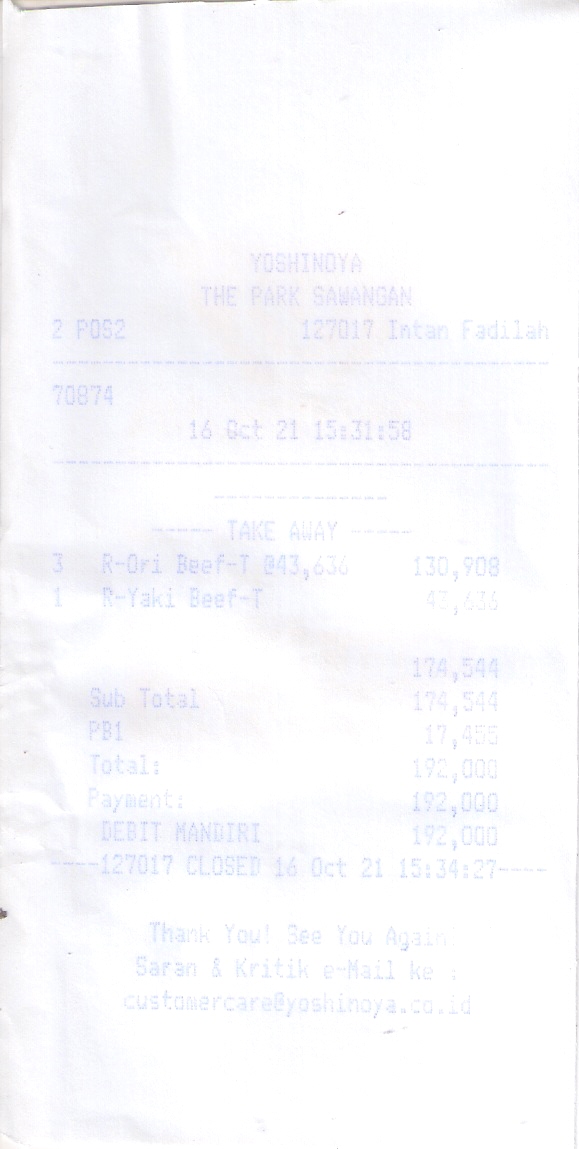 YOSHINOYA
THE PARK SAWANGAN
2 POS2 127017 Intan Fadilah
70874
16 Oct 21 15:31:58
----- TAKE AWAY -----
3 R-Ori Beef-T @43,636 130,908
1 R-Yaki Beef-T 43,636
174,544
Sub Total 174,544
PB1 17,455
Total: 192,000
Payment: 192,000
DEBIT MANDIRI 192,000
----127017 CLOSED 16 Oct 21 15:34:27----
Thank You! See You Again.
Saran & Kritik e-Mail ke :
customercare@yoshinoya.co.id